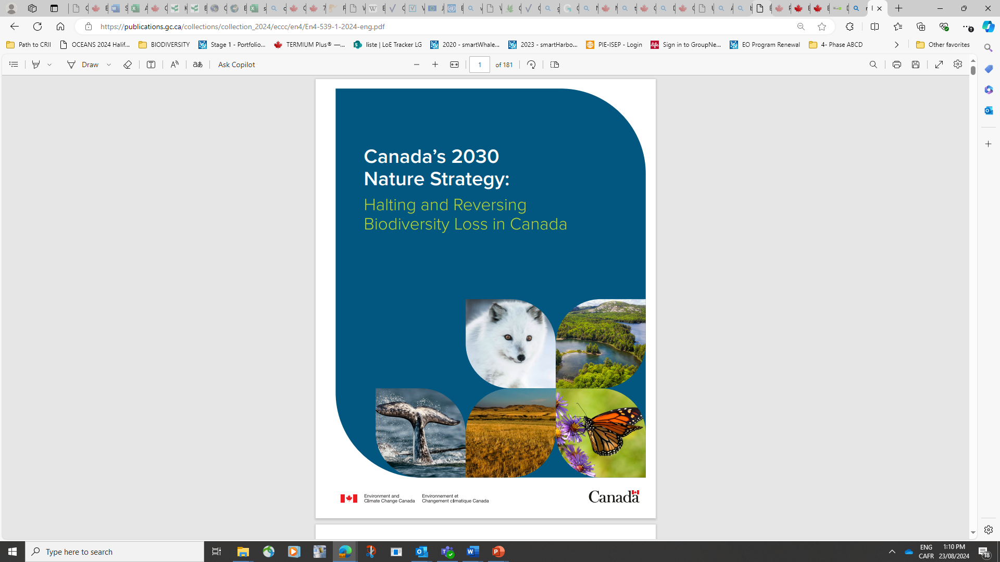 https://publications.gc.ca/collections/collection_2024/eccc/en4/En4-539-1-2024-eng.pdf
Path to CRII
OCEANS 2024 Halif...
BIODIVERSITY
Stage 1 - Portfolio...
TERMIUM Plus® —...
liste | LoE Tracker LG
2020 - smartWhale...
2023 - smartHarbo...
PIE-ISEP - Login
Sign in to GroupNe...
EO Program Renewal
4- Phase ABCD
Other favorites
Draw
Ask Copilot
1
of 181
Canada's 2030
Nature Strategy:
Halting and Reversing
Biodiversity Loss in Canada
Environment and
Climate Change Canada
Environnement et
Changement climatique Canada
Canada
Type here to search
ENG
CAFR
1:10 PM
23/08/2024
18